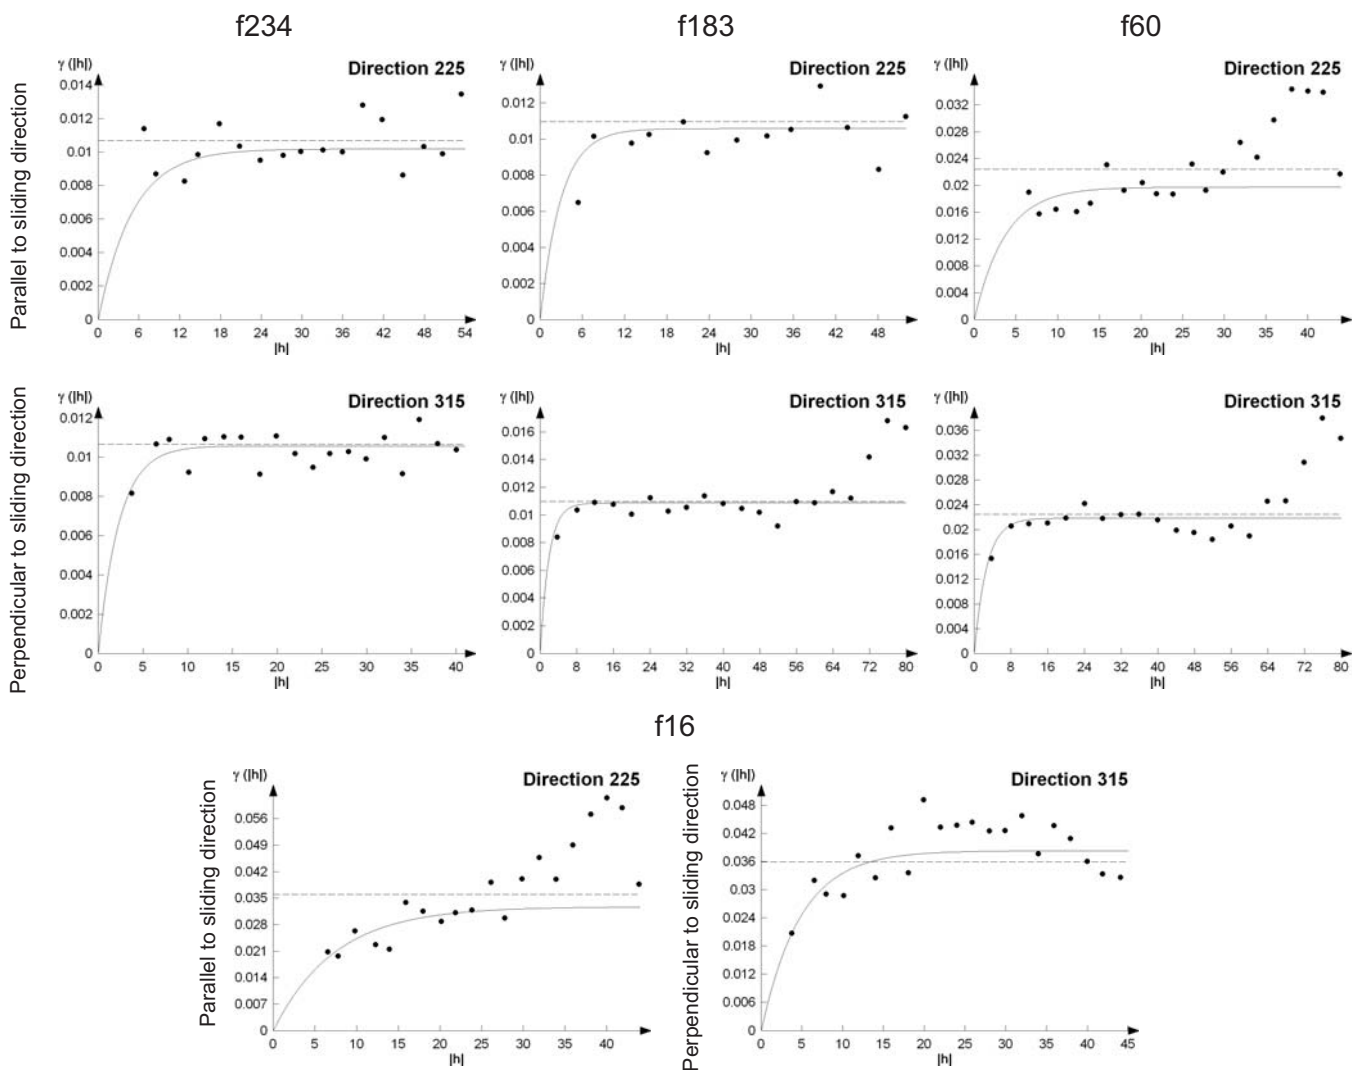 f234
f183
f60
Parallel to sliding direction
γ (|h|)
Direction 225
0.014
0.012
0.01
0.008
0.006
0.004
0.002
0
0 6 12 18 24 30 36 42 48 54
|h|
γ (|h|)
Direction 225
0.012
0.01
0.008
0.006
0.004
0.002
0
0 6 12 18 24 30 36 42 48
|h|
γ (|h|)
Direction 225
0.032
0.028
0.024
0.02
0.016
0.012
0.008
0.004
0
0 5 10 15 20 25 30 35 40
|h|
Perpendicular to sliding direction
γ (|h|)
Direction 315
0.012
0.01
0.008
0.006
0.004
0.002
0
0 5 10 15 20 25 30 35 40
|h|
γ (|h|)
Direction 315
0.016
0.014
0.012
0.01
0.008
0.006
0.004
0.002
0
0 8 16 24 32 40 48 56 64 72 80
|h|
γ (|h|)
Direction 315
0.036
0.032
0.028
0.024
0.02
0.016
0.012
0.008
0.004
0
0 8 16 24 32 40 48 56 64 72 80
|h|
f16
Parallel to sliding direction
γ (|h|)
Direction 225
0.056
0.049
0.042
0.035
0.028
0.021
0.014
0.007
0
0 5 10 15 20 25 30 35 40
|h|
Perpendicular to sliding direction
γ (|h|)
Direction 315
0.048
0.042
0.036
0.03
0.024
0.018
0.012
0.006
0
0 5 10 15 20 25 30 35 40 45
|h|